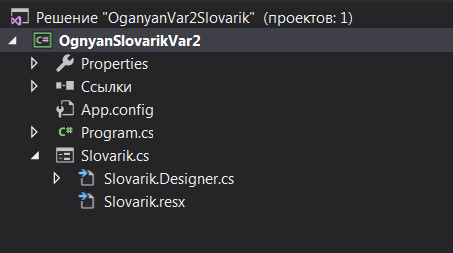 Решение "OganyanVar2Slovarik" (проектов: 1)
C# OgnyanSlovarikVar2
Properties
Ссылки
App.config
C# Program.cs
Slovarik.cs
Slovarik.Designer.cs
Slovarik.resx